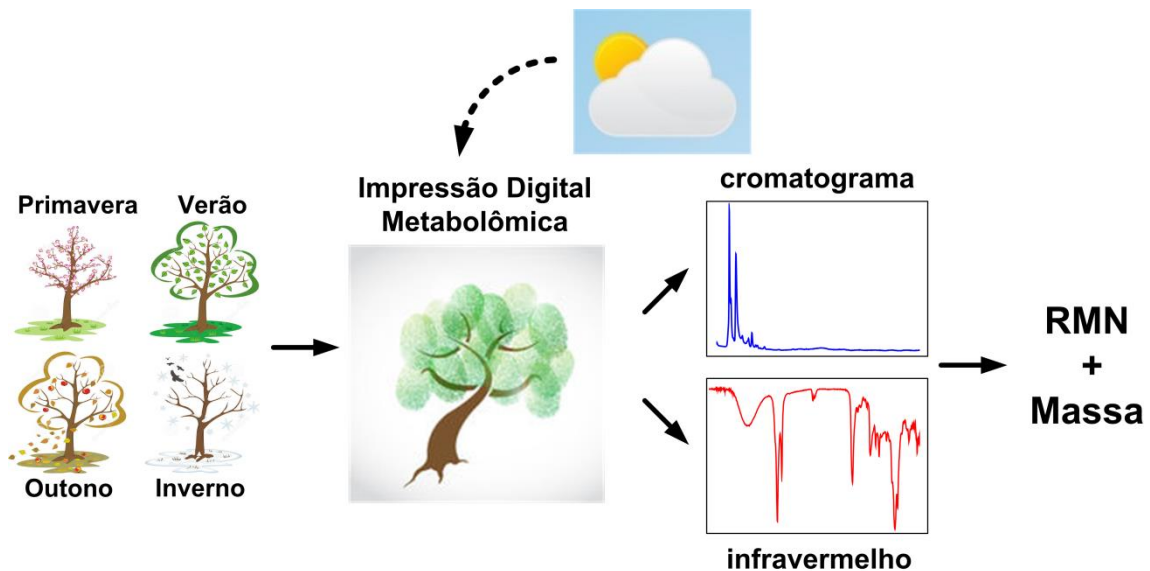 Primavera
Verão
Outono
Inverno
Impressão Digital
Metabolômica
cromatograma
infravermelho
RMN
+
Massa